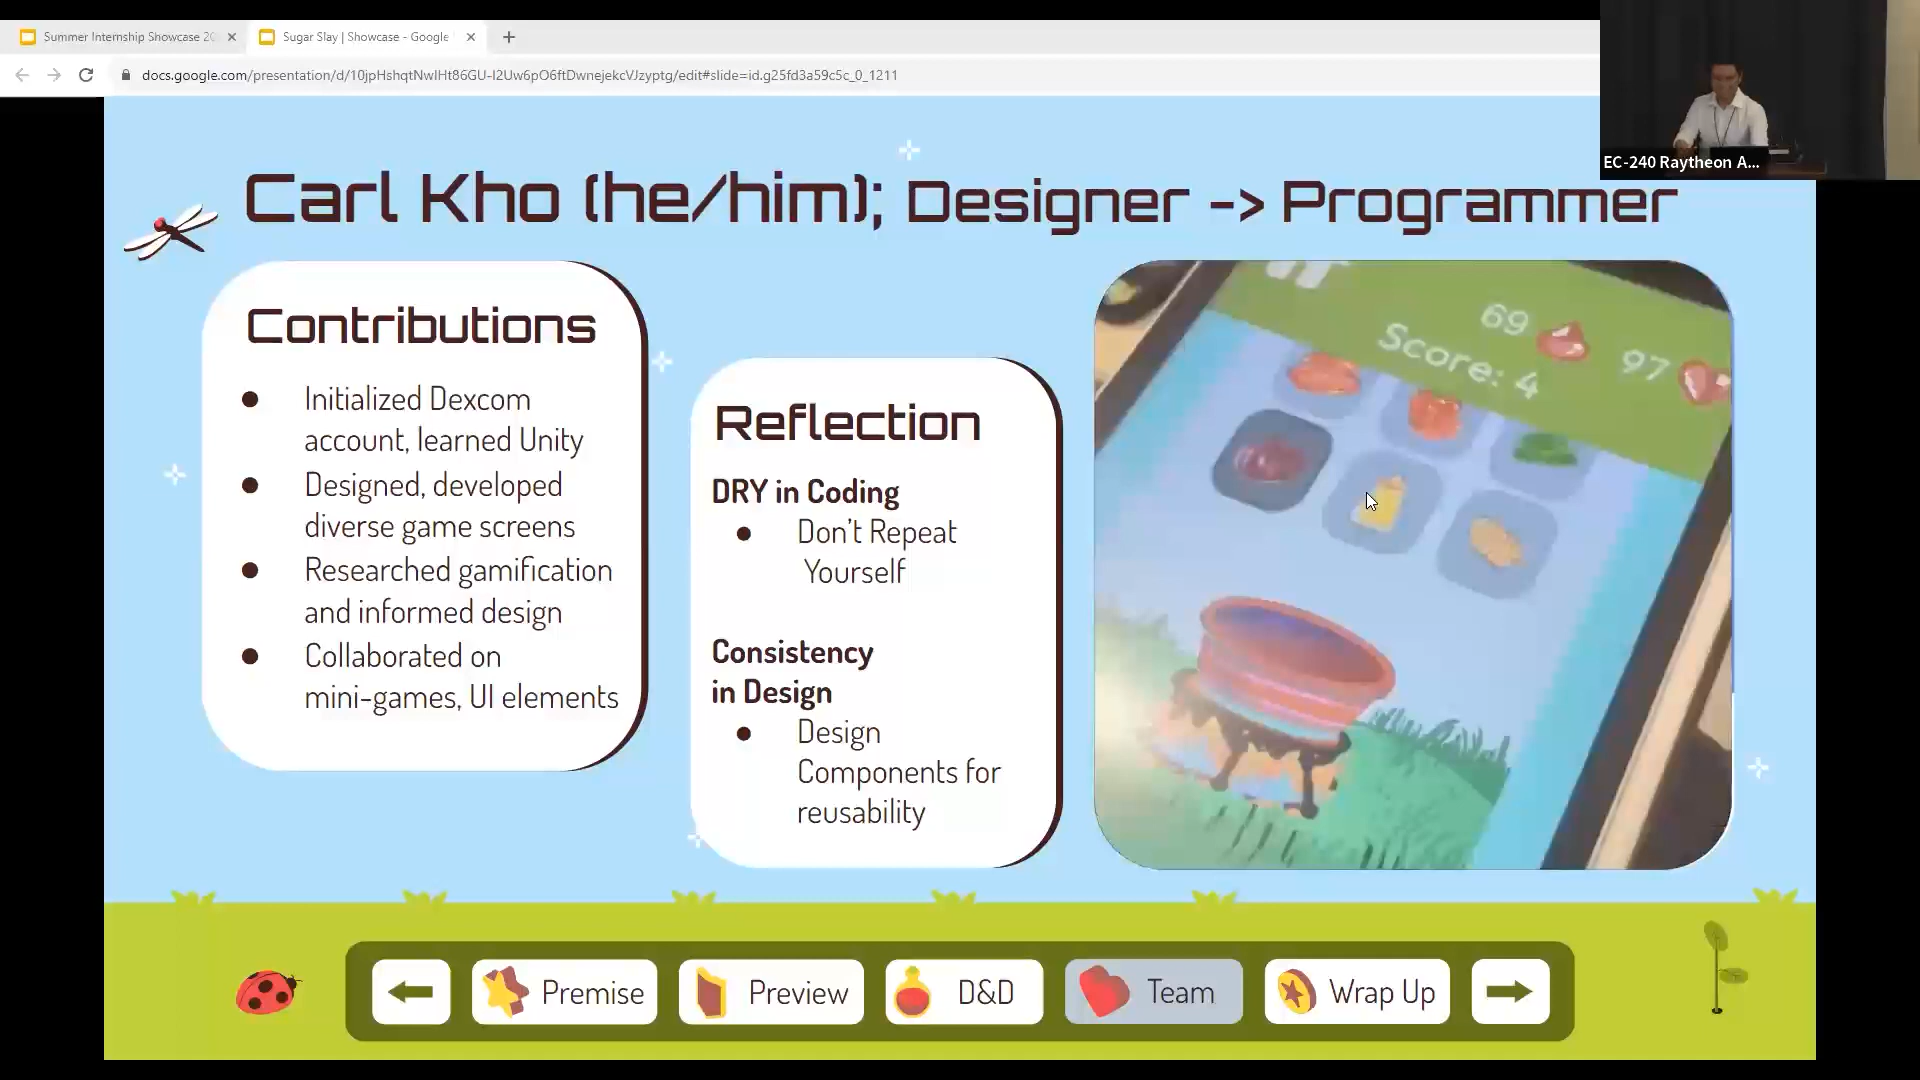 Summer Internship Showcase 20
Sugar Slay | Showcase - Google
docs.google.com/presentation/d/10jpHshqtNwIHt86GU-I2Uw6pO6ftDwnejekcVJzyptg/edit#slide=id.g25fd3a59c5c_0_1211
EC-240 Raytheon A...
Carl Kho (he/him); Designer -> Programmer
Contributions
● Initialized Dexcom
account, learned Unity
● Designed, developed
diverse game screens
● Researched gamification
and informed design
● Collaborated on
mini-games, UI elements
Reflection
DRY in Coding
● Don't Repeat
Yourself
Consistency
in Design
● Design
Components for
reusability
69
97
Score: 4
Premise
Preview
D&D
Team
Wrap Up